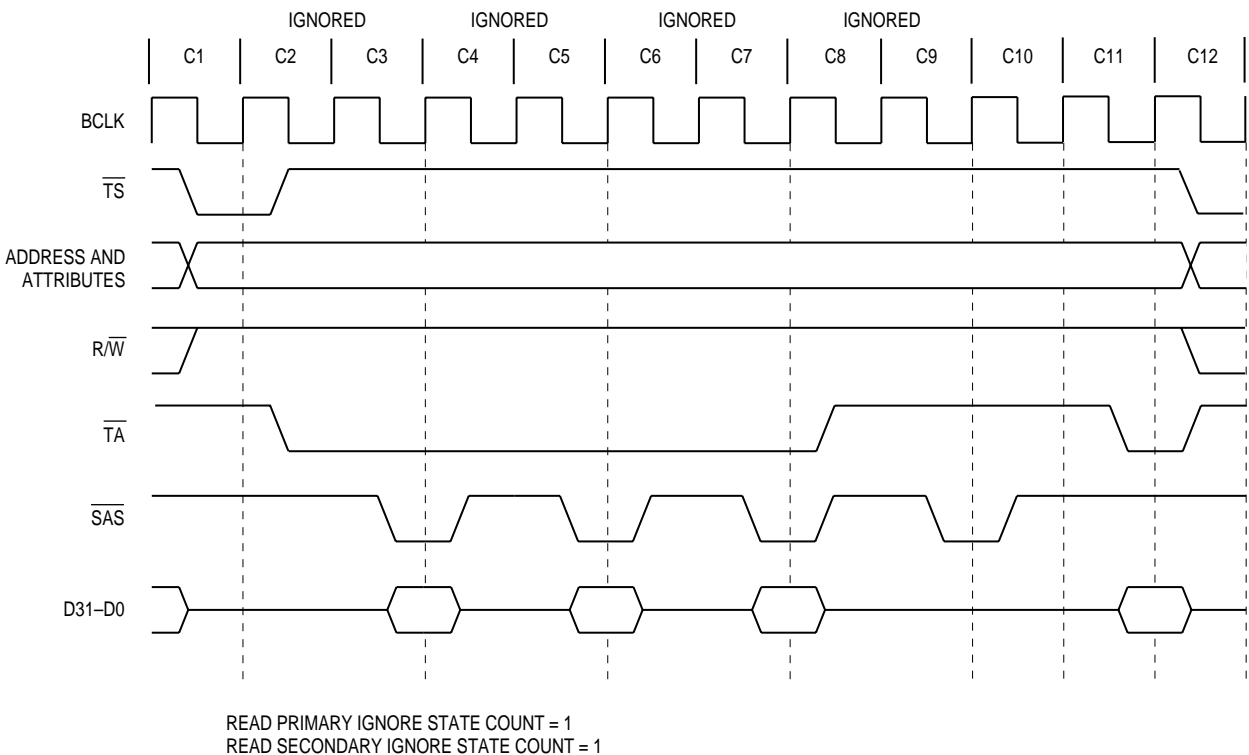 IGNORED IGNORED IGNORED IGNORED
C1 C2 C3 C4 C5 C6 C7 C8 C9 C10 C11 C12
BCLK
TS
ADDRESS AND
ATTRIBUTES
R/W
TA
SAS
D31–D0
READ PRIMARY IGNORE STATE COUNT = 1
READ SECONDARY IGNORE STATE COUNT = 1